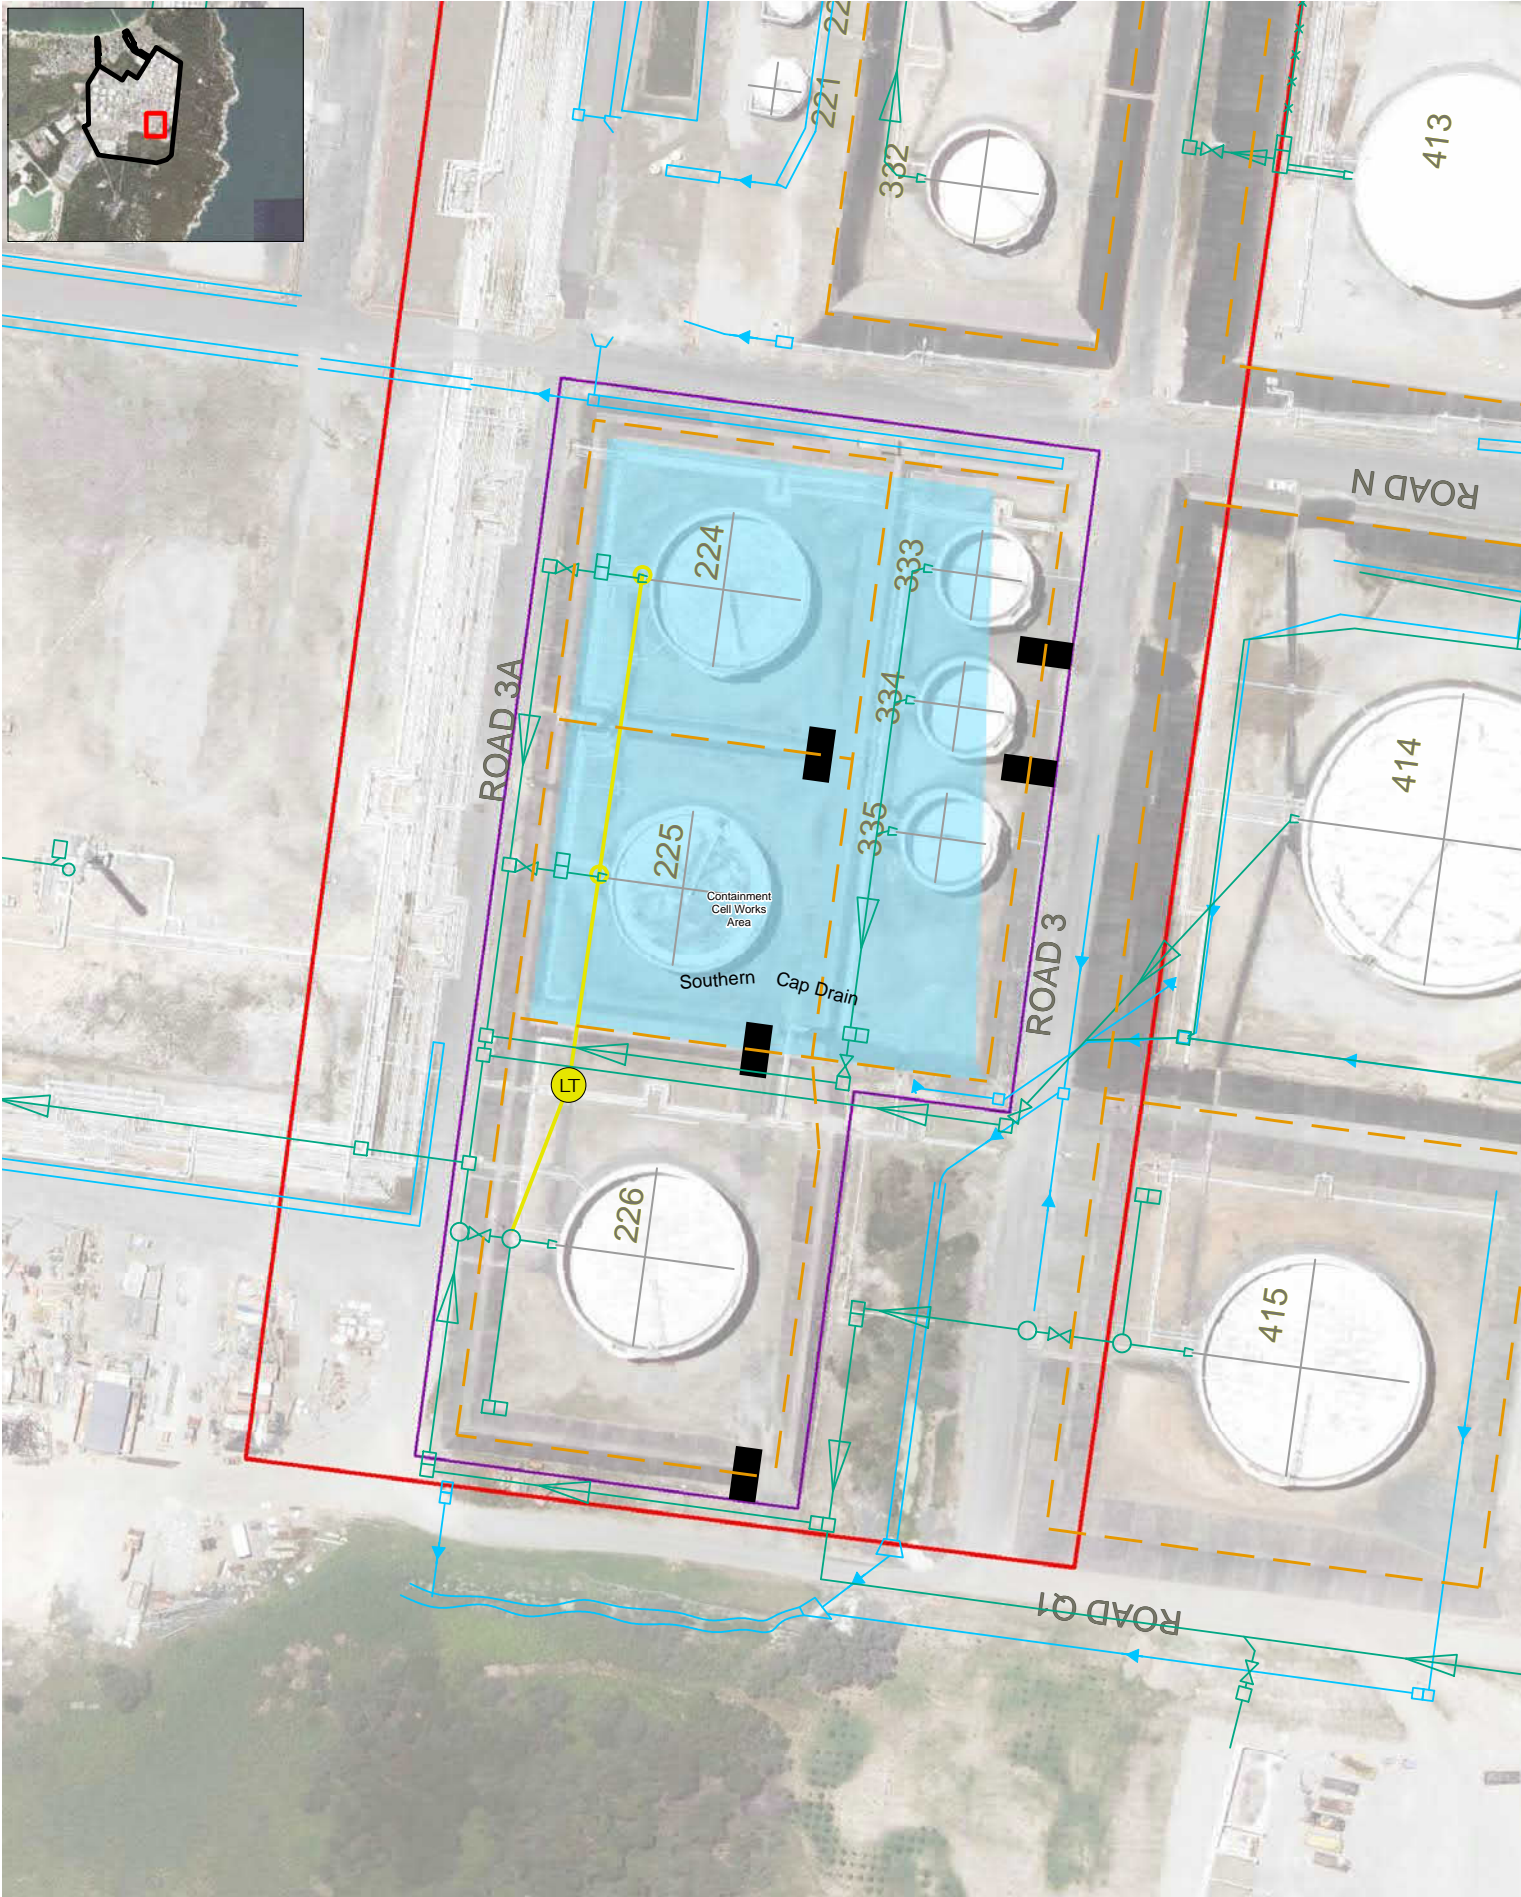 22
221
332
413
ROAD N
224
333
334
ROAD 3A
414
335
225
Containment
Cell Works
Area
Southern Cap Drain
ROAD 3
LT
226
415
ROAD Q1